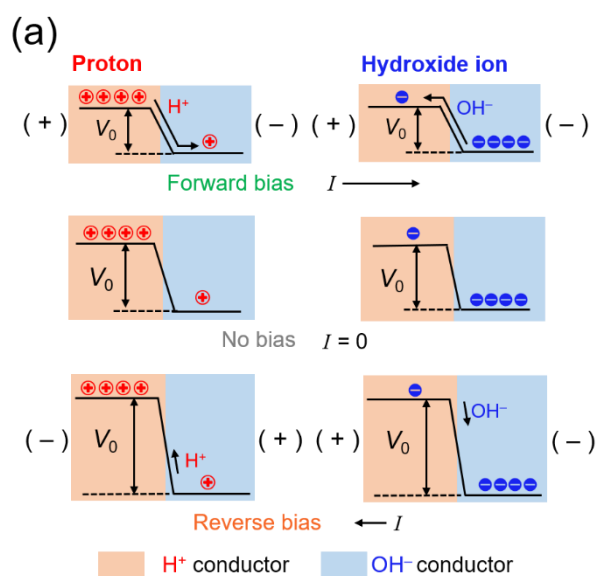 (a)
Proton Hydroxide ion
⊕ ⊕ ⊕ ⊕ H⁺ ⊖ OH⁻
(+) V₀ ⊕ (−) (+) V₀ ⊖ ⊖ ⊖ ⊖ (−)
Forward bias I
⊕ ⊕ ⊕ ⊕ ⊖
V₀ ⊕ V₀ ⊖ ⊖ ⊖ ⊖
No bias I = 0
⊕ ⊕ ⊕ ⊕ ⊖
(−) V₀ H⁺ ⊕ (+) (+) V₀ OH⁻ ⊖ ⊖ ⊖ ⊖ (−)
Reverse bias I
H⁺ conductor OH⁻ conductor